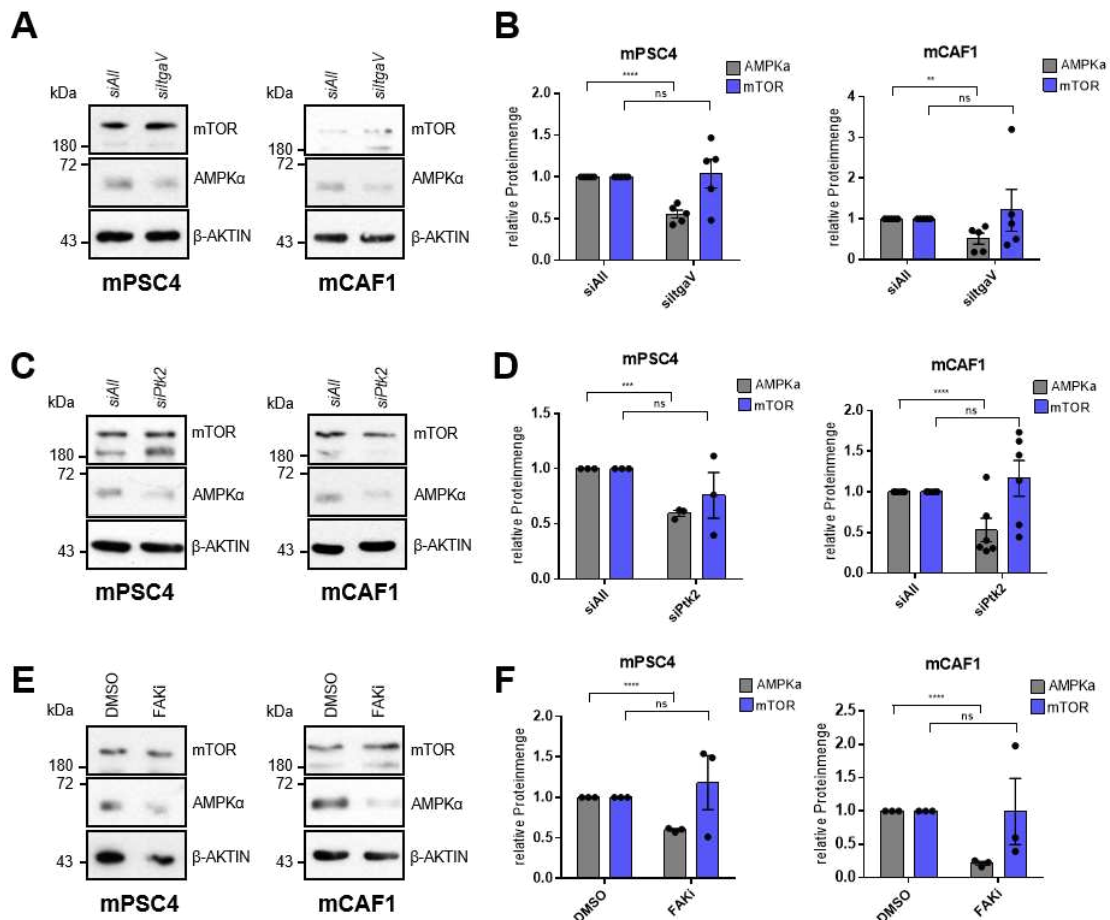 A
siAll
siItgaV
siAll
siItgaV
kDa
kDa
mTOR
mTOR
180
180
72
72
AMPKα
AMPKα
β-AKTIN
β-AKTIN
43
43
mPSC4
mCAF1
B
mPSC4
AMPKa
mTOR
****
ns
relative Proteinmenge
2.0
1.5
1.0
0.5
0.0
siAll
siItgaV
mCAF1
AMPKa
mTOR
**
ns
relative Proteinmenge
4
3
2
1
0
siAll
siItgaV
C
siAll
siPtk2
siAll
siPtk2
kDa
kDa
mTOR
mTOR
180
180
72
72
AMPKα
AMPKα
β-AKTIN
β-AKTIN
43
43
mPSC4
mCAF1
D
mPSC4
AMPKa
mTOR
***
ns
relative Proteinmenge
1.5
1.0
0.5
0.0
siAll
siPtk2
mCAF1
AMPKa
mTOR
****
ns
relative Proteinmenge
2.0
1.5
1.0
0.5
0.0
siAll
siPtk2
E
DMSO
FAKi
DMSO
FAKi
kDa
kDa
mTOR
mTOR
180
180
72
72
AMPKα
AMPKα
β-AKTIN
β-AKTIN
43
43
mPSC4
mCAF1
F
mPSC4
AMPKa
mTOR
****
ns
relative Proteinmenge
2.0
1.5
1.0
0.5
0.0
DMSO
FAKi
mCAF1
AMPKa
mTOR
****
ns
relative Proteinmenge
2.5
2.0
1.5
1.0
0.5
0.0
DMSO
FAKi